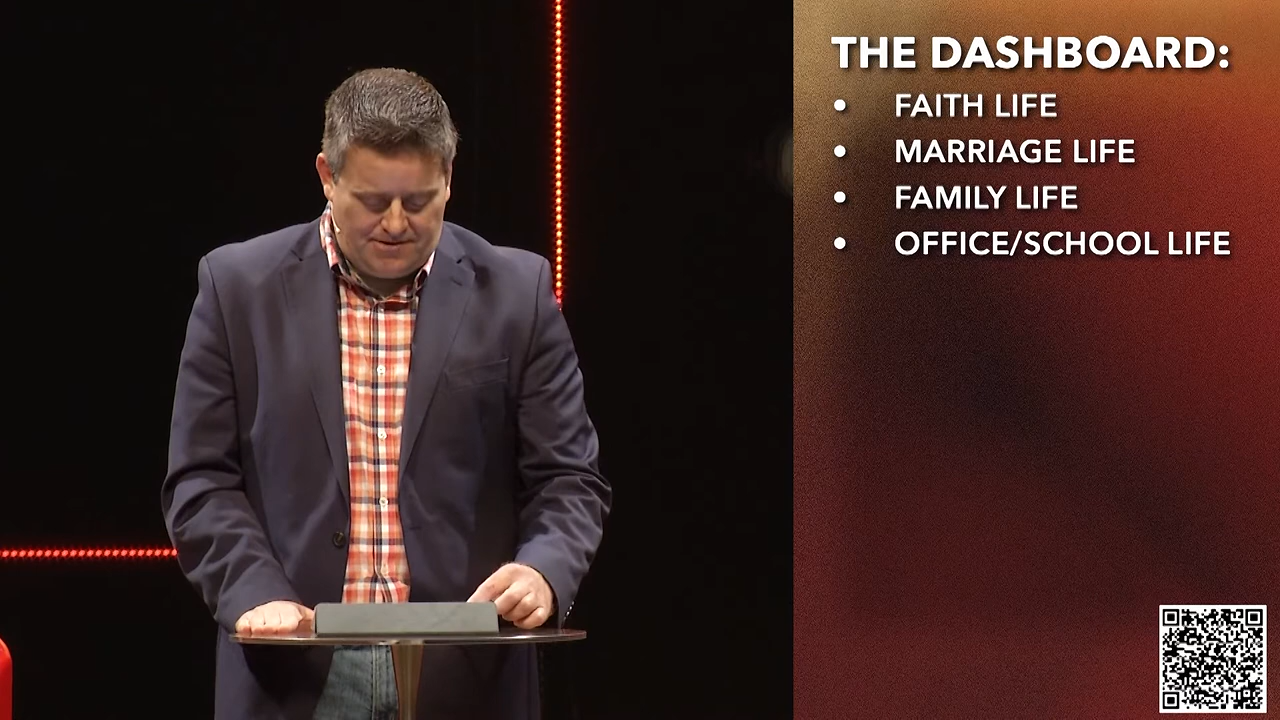 THE DASHBOARD:
• FAITH LIFE
• MARRIAGE LIFE
• FAMILY LIFE
• OFFICE/SCHOOL LIFE